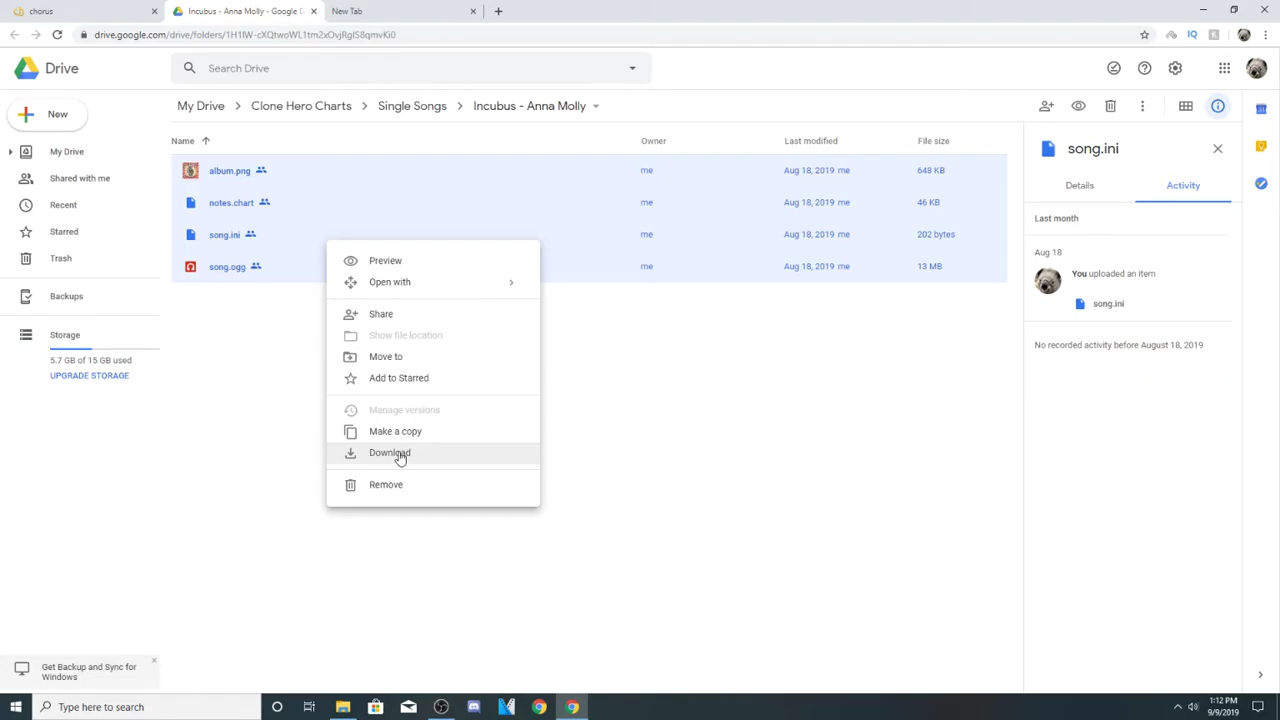 chorus
Incubus - Anna Molly - Google D
New Tab
drive.google.com/drive/folders/1H1IW-cXQtwoWL1tm2xOvjRgIS8qmvKi0
Drive
Search Drive
New
My Drive
Clone Hero Charts
Single Songs
Incubus - Anna Molly
Name
Owner
Last modified
File size
song.ini
My Drive
Shared with me
Recent
Starred
Trash
Backups
Storage
5.7 GB of 15 GB used
UPGRADE STORAGE
album.png
me
Aug 18, 2019 me
648 KB
notes.chart
me
Aug 18, 2019 me
46 KB
song.ini
me
Aug 18, 2019 me
202 bytes
song.ogg
me
Aug 18, 2019 me
13 MB
Preview
Open with
Share
Show file location
Move to
Add to Starred
Manage versions
Make a copy
Download
Remove
Details
Activity
Last month
Aug 18
You uploaded an item
song.ini
No recorded activity before August 18, 2019
Get Backup and Sync for
Windows
Type here to search
1:12 PM
9/9/2019